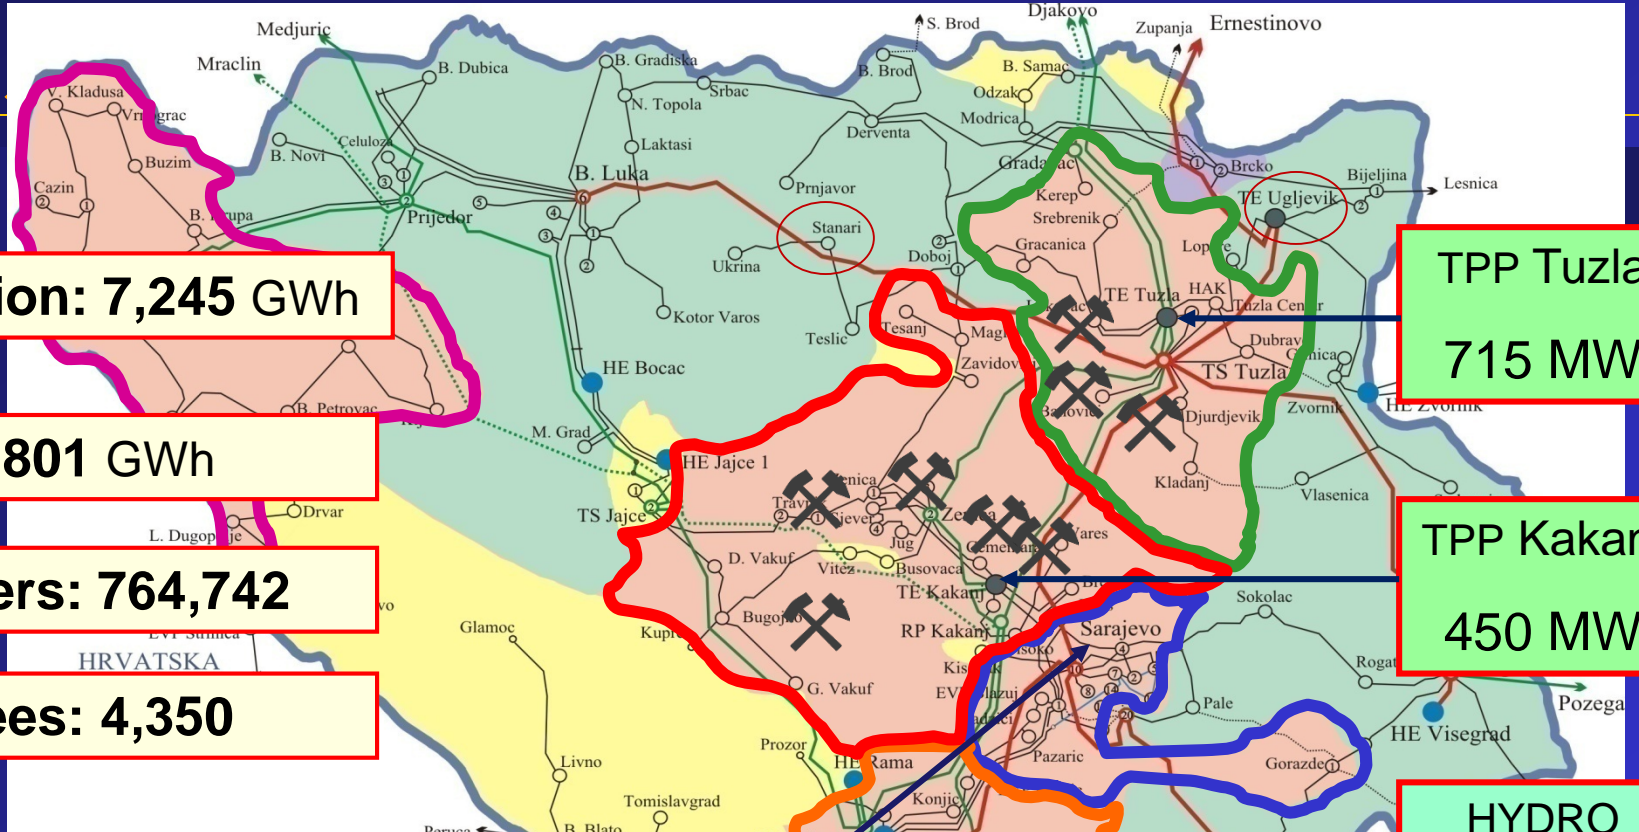 Medjuric
Mraclin
B. Dubica
B. Gradiska
Srbac
N. Topola
Laktasi
S. Brod
B. Brod
Djakovo
Zupanja
Ernestinovo
B. Samac
Odzak
Modrica
Derventa
V. Kladusa
Buzim
B. Novi
Celuloza
Cazin
Prijedor
B. Luka
Prnjavor
Stanari
Ukrina
Gradacac
Kerep
Srebrenik
Gracanica
Brcko
Bijeljina
Lesnica
TE Ugljevik
Doboj
Kotor Varos
Teslic
Tesanj
TE Tuzla
HAK
Tuzla Centar
TS Tuzla
Djurdjevik
Zvornik
HE Zvornik
Kladanj
Vlasenica
TPP Tuzla
715 MW
ion: 7,245 GWh
HE Bocac
B. Petrovac
M. Grad
HE Jajce 1
TS Jajce
801 GWh
Drvar
D. Vakuf
Vitez
Busovaca
Jug
TE Kakanj
RP Kakanj
TPP Kakan
450 MW
ers: 764,742
HRVATSKA
Glamoc
G. Vakuf
Sarajevo
Sokolac
Pale
Pozega
HE Visegrad
ees: 4,350
Livno
Prozor
HE Rama
Pazaric
Gorazde
Konjic
Tomislavgrad
B. Blato
HYDRO